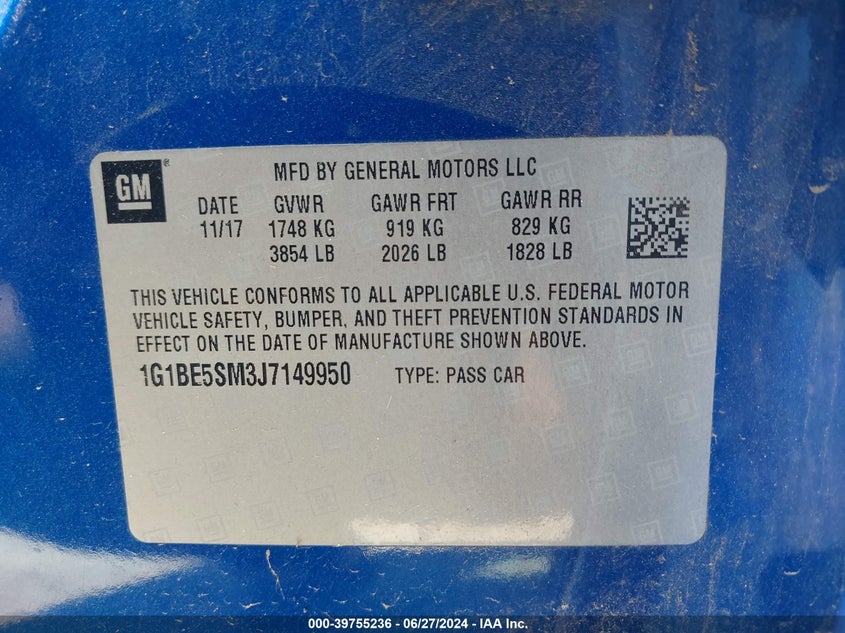 GM
®
MFD BY GENERAL MOTORS LLC
DATE GVWR GAWR FRT GAWR RR
11/17 1748 KG 919 KG 829 KG
3854 LB 2026 LB 1828 LB
THIS VEHICLE CONFORMS TO ALL APPLICABLE U.S. FEDERAL MOTOR
VEHICLE SAFETY, BUMPER, AND THEFT PREVENTION STANDARDS IN
EFFECT ON THE DATE OF MANUFACTURE SHOWN ABOVE.
1G1BE5SM3J7149950 TYPE: PASS CAR
000-39755236 - 06/27/2024 - IAA Inc.